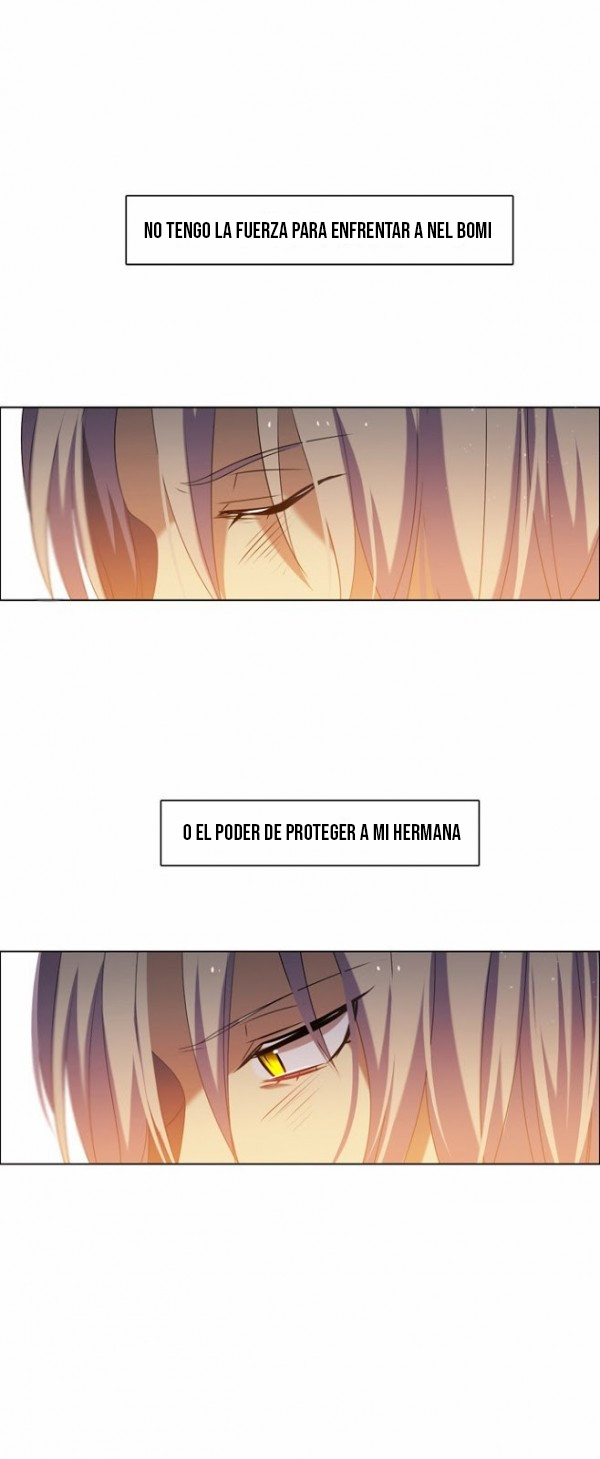 NO TENGO LA FUERZA PARA ENFRENTAR A NEL BOMI
O EL PODER DE PROTEGER A MI HERMANA